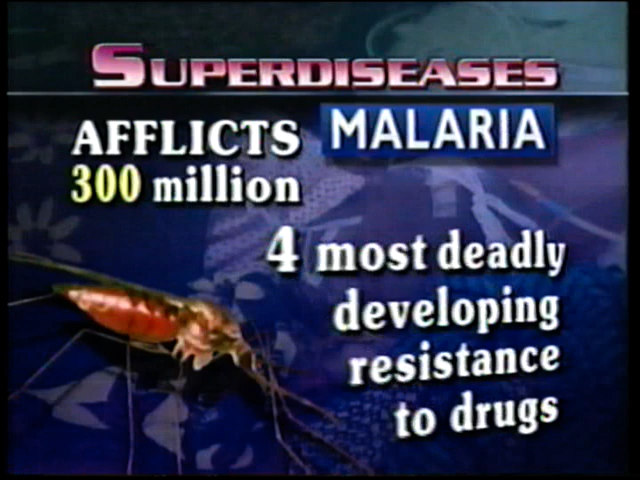 SUPERDISEASES
MALARIA
AFFLICTS
300 million
4 most deadly
developing
resistance
to drugs